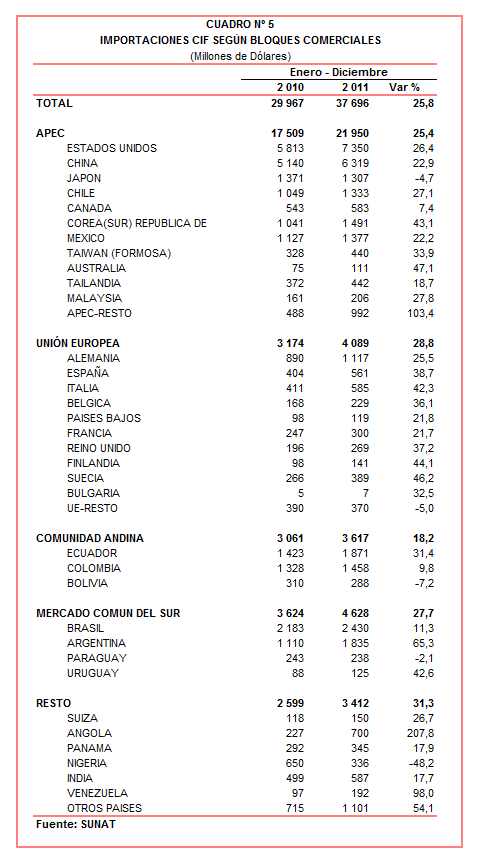 CUADRO Nº 5
IMPORTACIONES CIF SEGÚN BLOQUES COMERCIALES
(Millones de Dólares)
Enero - Diciembre
2 010 2 011 Var %
TOTAL 29 967 37 696 25,8
APEC 17 509 21 950 25,4
ESTADOS UNIDOS 5 813 7 350 26,4
CHINA 5 140 6 319 22,9
JAPON 1 371 1 307 -4,7
CHILE 1 049 1 333 27,1
CANADA 543 583 7,4
COREA(SUR) REPUBLICA DE 1 041 1 491 43,1
MEXICO 1 127 1 377 22,2
TAIWAN (FORMOSA) 328 440 33,9
AUSTRALIA 75 111 47,1
TAILANDIA 372 442 18,7
MALAYSIA 161 206 27,8
APEC-RESTO 488 992 103,4
UNIÓN EUROPEA 3 174 4 089 28,8
ALEMANIA 890 1 117 25,5
ESPAÑA 404 561 38,7
ITALIA 411 585 42,3
BELGICA 168 229 36,1
PAISES BAJOS 98 119 21,8
FRANCIA 247 300 21,7
REINO UNIDO 196 269 37,2
FINLANDIA 98 141 44,1
SUECIA 266 389 46,2
BULGARIA 5 7 32,5
UE-RESTO 390 370 -5,0
COMUNIDAD ANDINA 3 061 3 617 18,2
ECUADOR 1 423 1 871 31,4
COLOMBIA 1 328 1 458 9,8
BOLIVIA 310 288 -7,2
MERCADO COMUN DEL SUR 3 624 4 628 27,7
BRASIL 2 183 2 430 11,3
ARGENTINA 1 110 1 835 65,3
PARAGUAY 243 238 -2,1
URUGUAY 88 125 42,6
RESTO 2 599 3 412 31,3
SUIZA 118 150 26,7
ANGOLA 227 700 207,8
PANAMA 292 345 17,9
NIGERIA 650 336 -48,2
INDIA 499 587 17,7
VENEZUELA 97 192 98,0
OTROS PAISES 715 1 101 54,1
Fuente: SUNAT